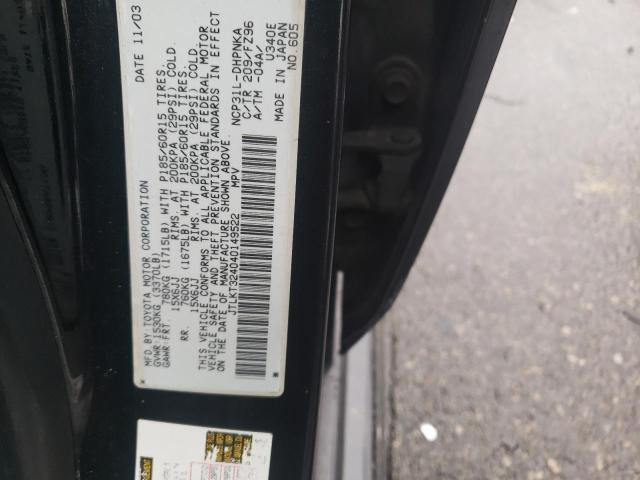 MFD. BY: TOYOTA MOTOR CORPORATION DATE 11/03
GVWR:1530KG (3370LB)
GAWR: FRT. 780KG (1715LB) WITH P185/60R15 TIRES.
15X6JJ RIMS. AT 200KPA (29PSI) COLD.
RR. 760KG (1675LB) WITH P185/60R15 TIRES.
15X6JJ RIMS. AT 200KPA (29PSI) COLD.
THIS VEHICLE CONFORMS TO ALL APPLICABLE FEDERAL MOTOR
VEHICLE SAFETY AND THEFT PREVENTION STANDARDS IN EFFECT
ON THE DATE OF MANUFACTURE SHOWN ABOVE.
JTLKT324040149522 MPV
NCP31L-DHPNKA
C/TR 209/FZ96
A/TM -04A/ U340E
MADE IN JAPAN
NO.605